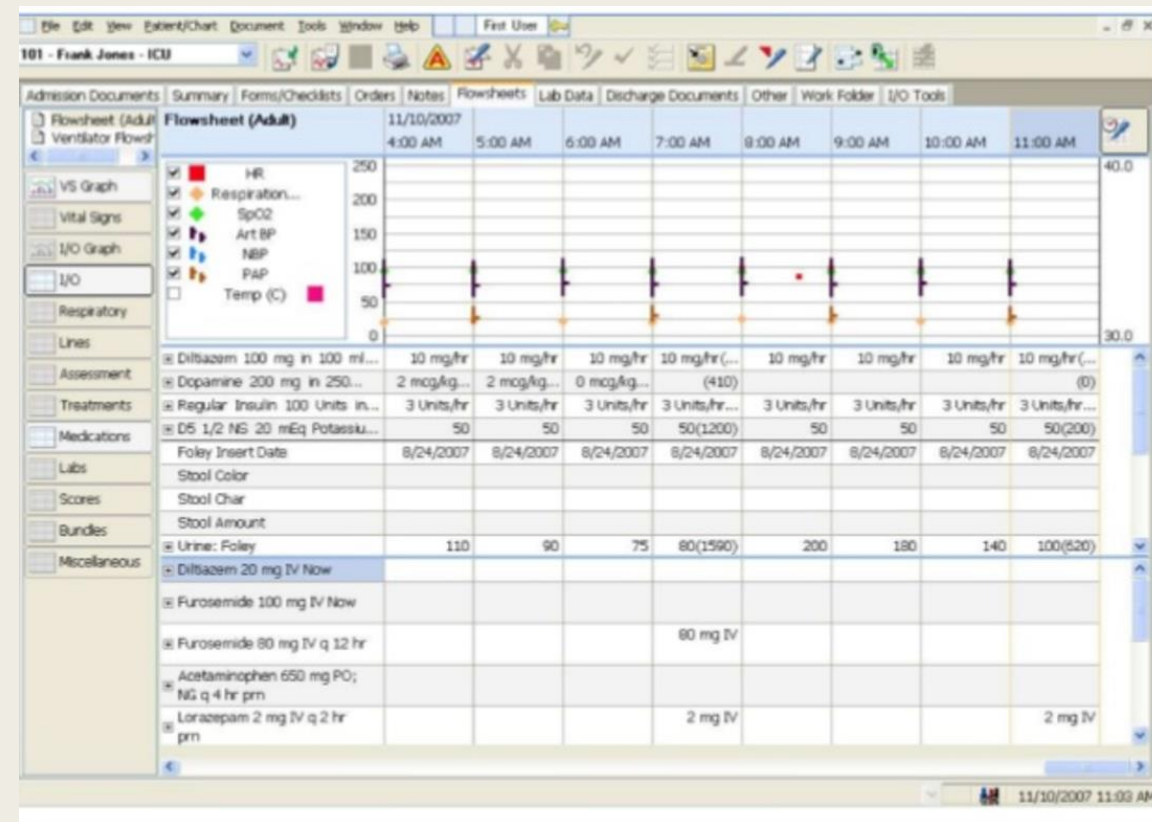 File Edit View Patient/Chart Document Tools Window Help First User
101 - Frank Jones - ICU
Admission Documents Summary Forms/Checklists Orders Notes Flowsheets Lab Data Discharge Documents Other Work Folder I/O Tools
Flowsheet (Adult
Ventilator Flowsh
Flowsheet (Adult) 11/10/2007
4:00 AM 5:00 AM 6:00 AM 7:00 AM 8:00 AM 9:00 AM 10:00 AM 11:00 AM
VS Graph
Vital Signs
I/O Graph
I/O
Respiratory
Lines
Assessment
Treatments
Medications
Labs
Scores
Bundles
Miscellaneous
HR
Respiration...
SpO2
Art BP
NBP
PAP
Temp (C)
250
200
150
100
50
0
40.0
30.0
Diltiazem 100 mg in 100 ml... 10 mg/hr 10 mg/hr 10 mg/hr 10 mg/hr(... 10 mg/hr 10 mg/hr 10 mg/hr 10 mg/hr(...
Dopamine 200 mg in 250... 2 mcg/kg... 2 mcg/kg... 0 mcg/kg... (410) (0)
Regular Insulin 100 Units in... 3 Units/hr 3 Units/hr 3 Units/hr 3 Units/hr... 3 Units/hr 3 Units/hr 3 Units/hr 3 Units/hr...
D5 1/2 NS 20 mEq Potassiu... 50 50 50 50(1200) 50 50 50 50(200)
Foley Insert Date 8/24/2007 8/24/2007 8/24/2007 8/24/2007 8/24/2007 8/24/2007 8/24/2007 8/24/2007
Stool Color
Stool Char
Stool Amount
Urine: Foley 110 90 75 80(1590) 200 180 140 100(620)
Diltiazem 20 mg IV Now
Furosemide 100 mg IV Now
Furosemide 80 mg IV q 12 hr 80 mg IV
Acetaminophen 650 mg PO;
NG q 4 hr prn
Lorazepam 2 mg IV q 2 hr 2 mg IV 2 mg IV
prn
11/10/2007 11:03 AM